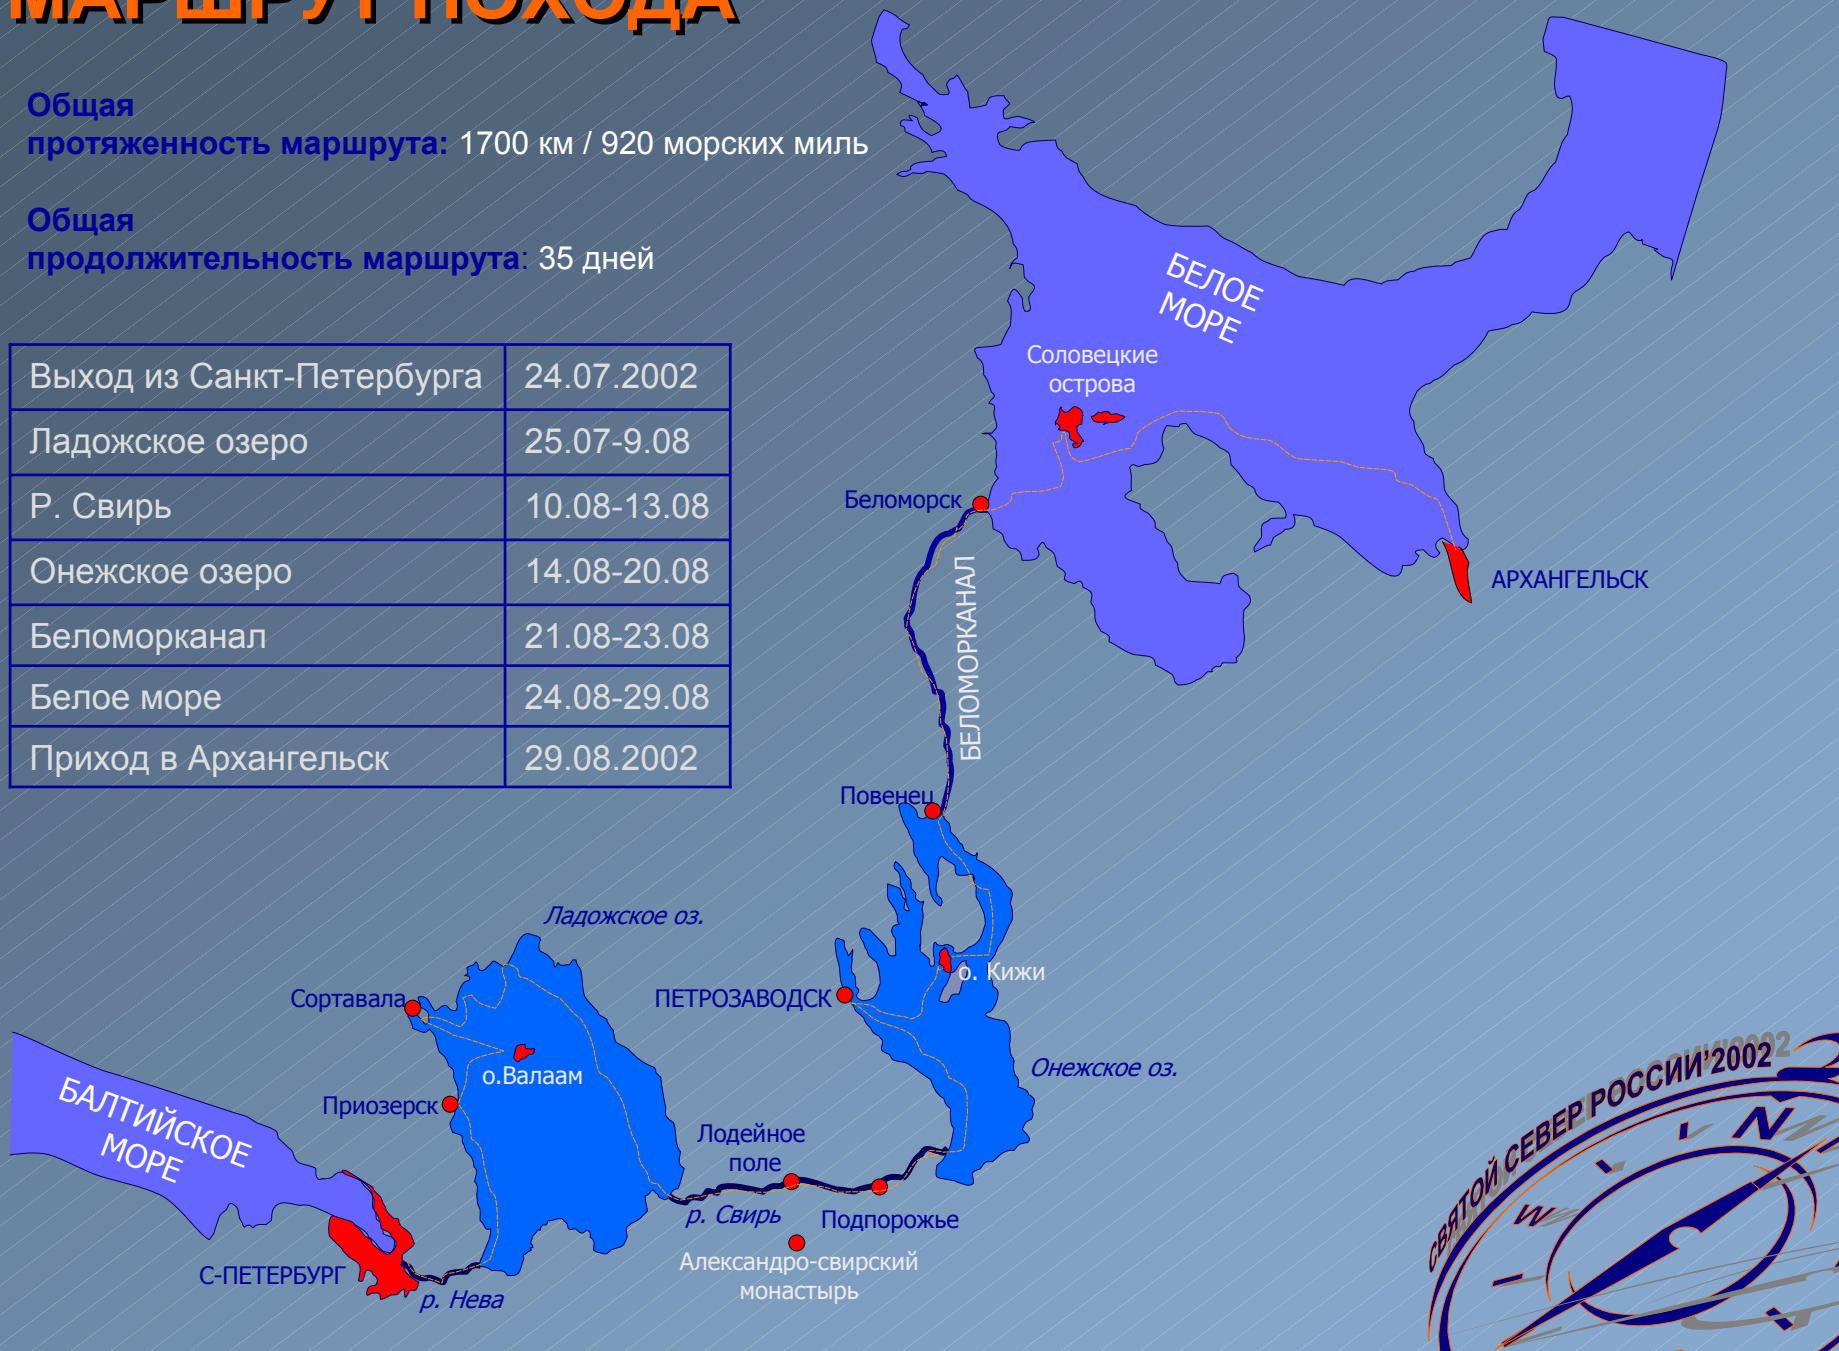 МАРШРУТ ПОХОДА
Общая
протяженность маршрута: 1700 км / 920 морских миль
Общая
продолжительность маршрута: 35 дней
Выход из Санкт-Петербурга 24.07.2002
Ладожское озеро 25.07-9.08
Р. Свирь 10.08-13.08
Онежское озеро 14.08-20.08
Беломорканал 21.08-23.08
Белое море 24.08-29.08
Приход в Архангельск 29.08.2002
БЕЛОЕ
МОРЕ
Соловецкие
острова
Беломорск
АРХАНГЕЛЬСК
БЕЛОМОРКАНАЛ
Повенец
Ладожское оз.
Сортавала
ПЕТРОЗАВОДСК
о. Кижи
о.Валаам
Онежское оз.
Приозерск
БАЛТИЙСКОЕ
МОРЕ
Лодейное
поле
р. Свирь
Подпорожье
Александро-свирский
монастырь
С-ПЕТЕРБУРГ
р. Нева
СВЯТОЙ СЕВЕР РОССИИ'2002
N
W